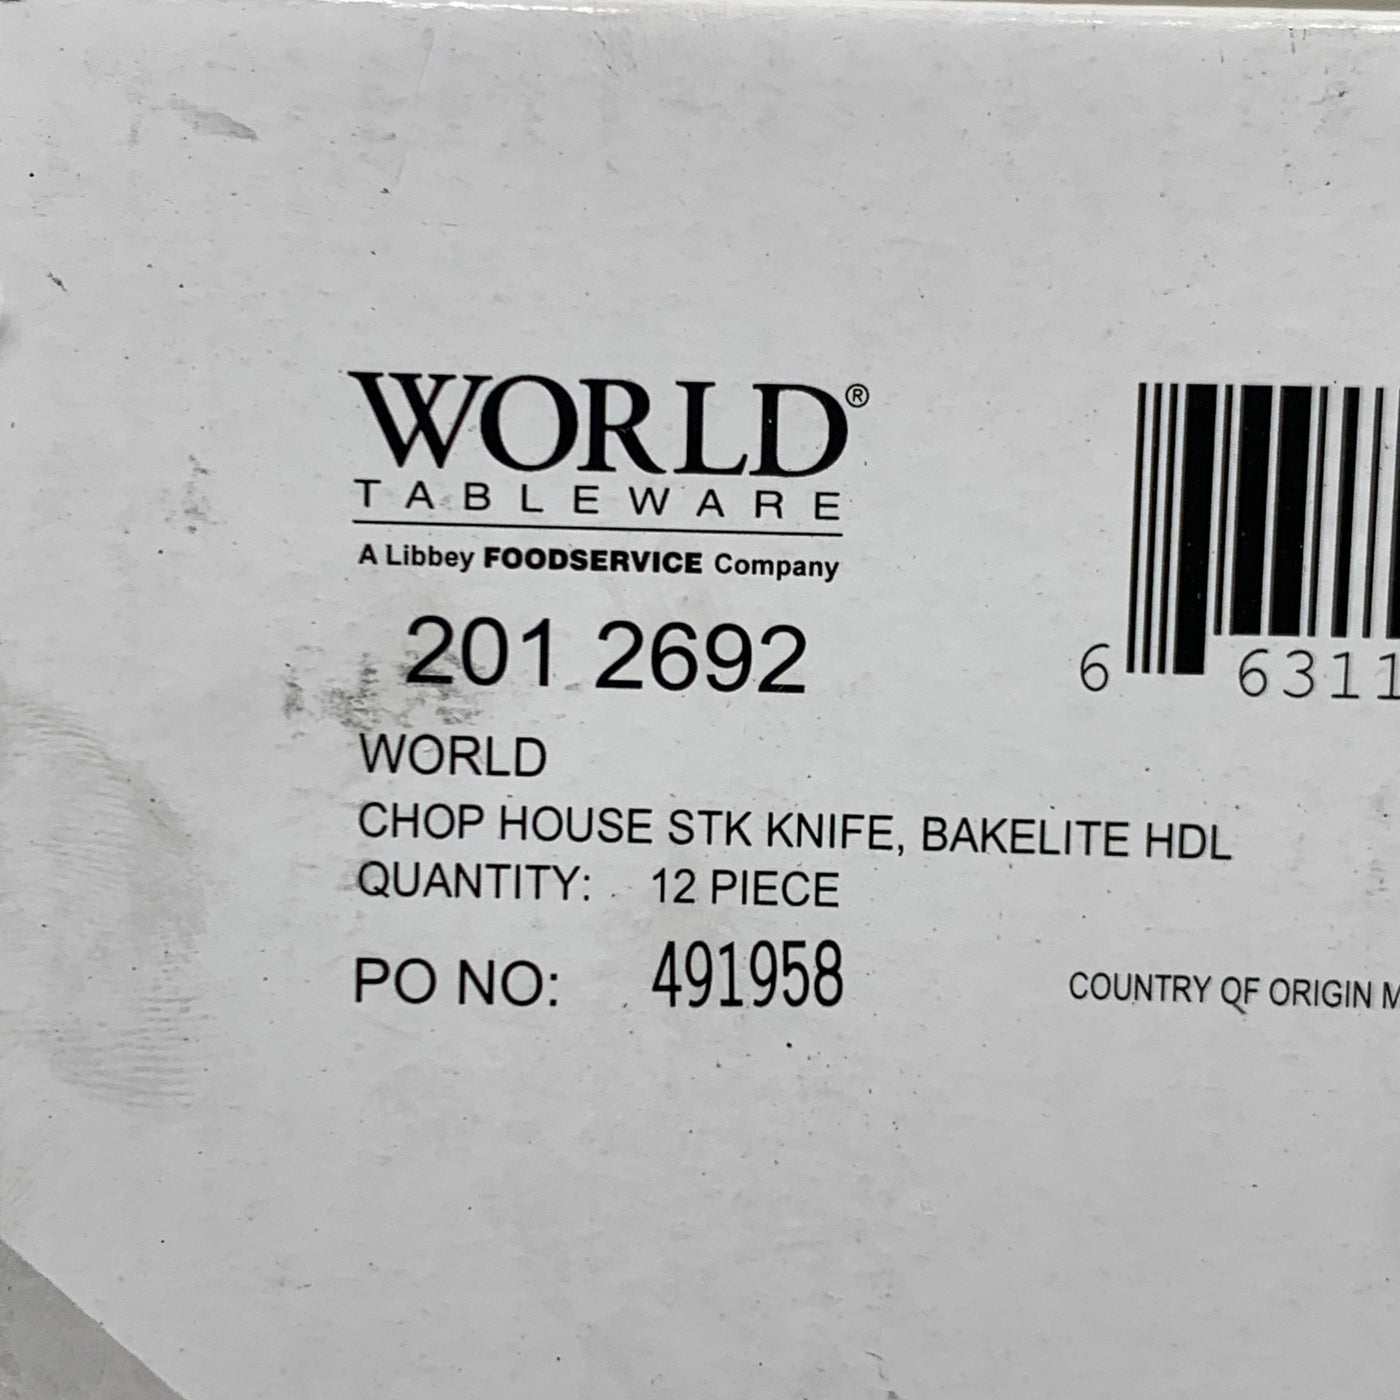 WORLD®
TABLEWARE
A Libbey FOODSERVICE Company
201 2692
WORLD
CHOP HOUSE STK KNIFE, BAKELITE HDL
QUANTITY: 12 PIECE
PO NO: 491958
6 6311
COUNTRY OF ORIGIN M